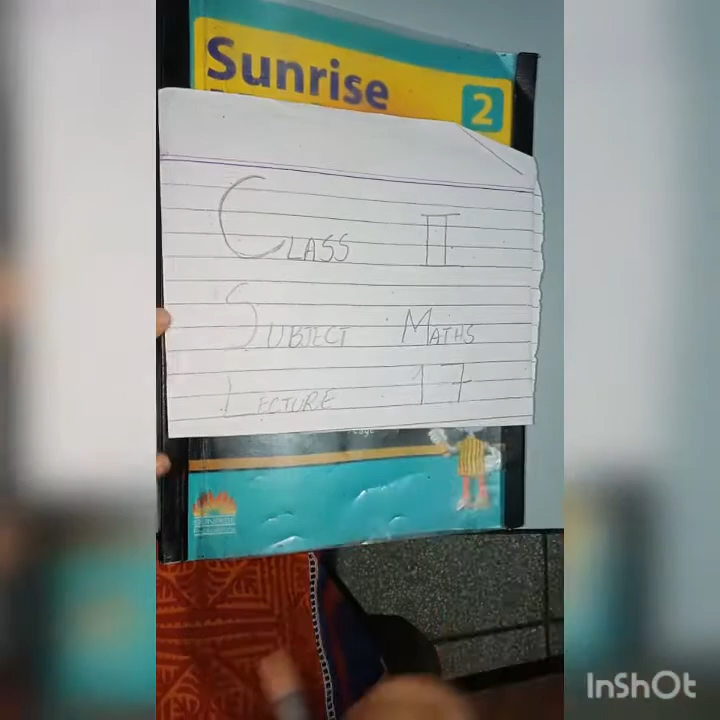 Sunrise
2
CLASS II
SUBJECT MATHS
LECTURE 17
InShOt